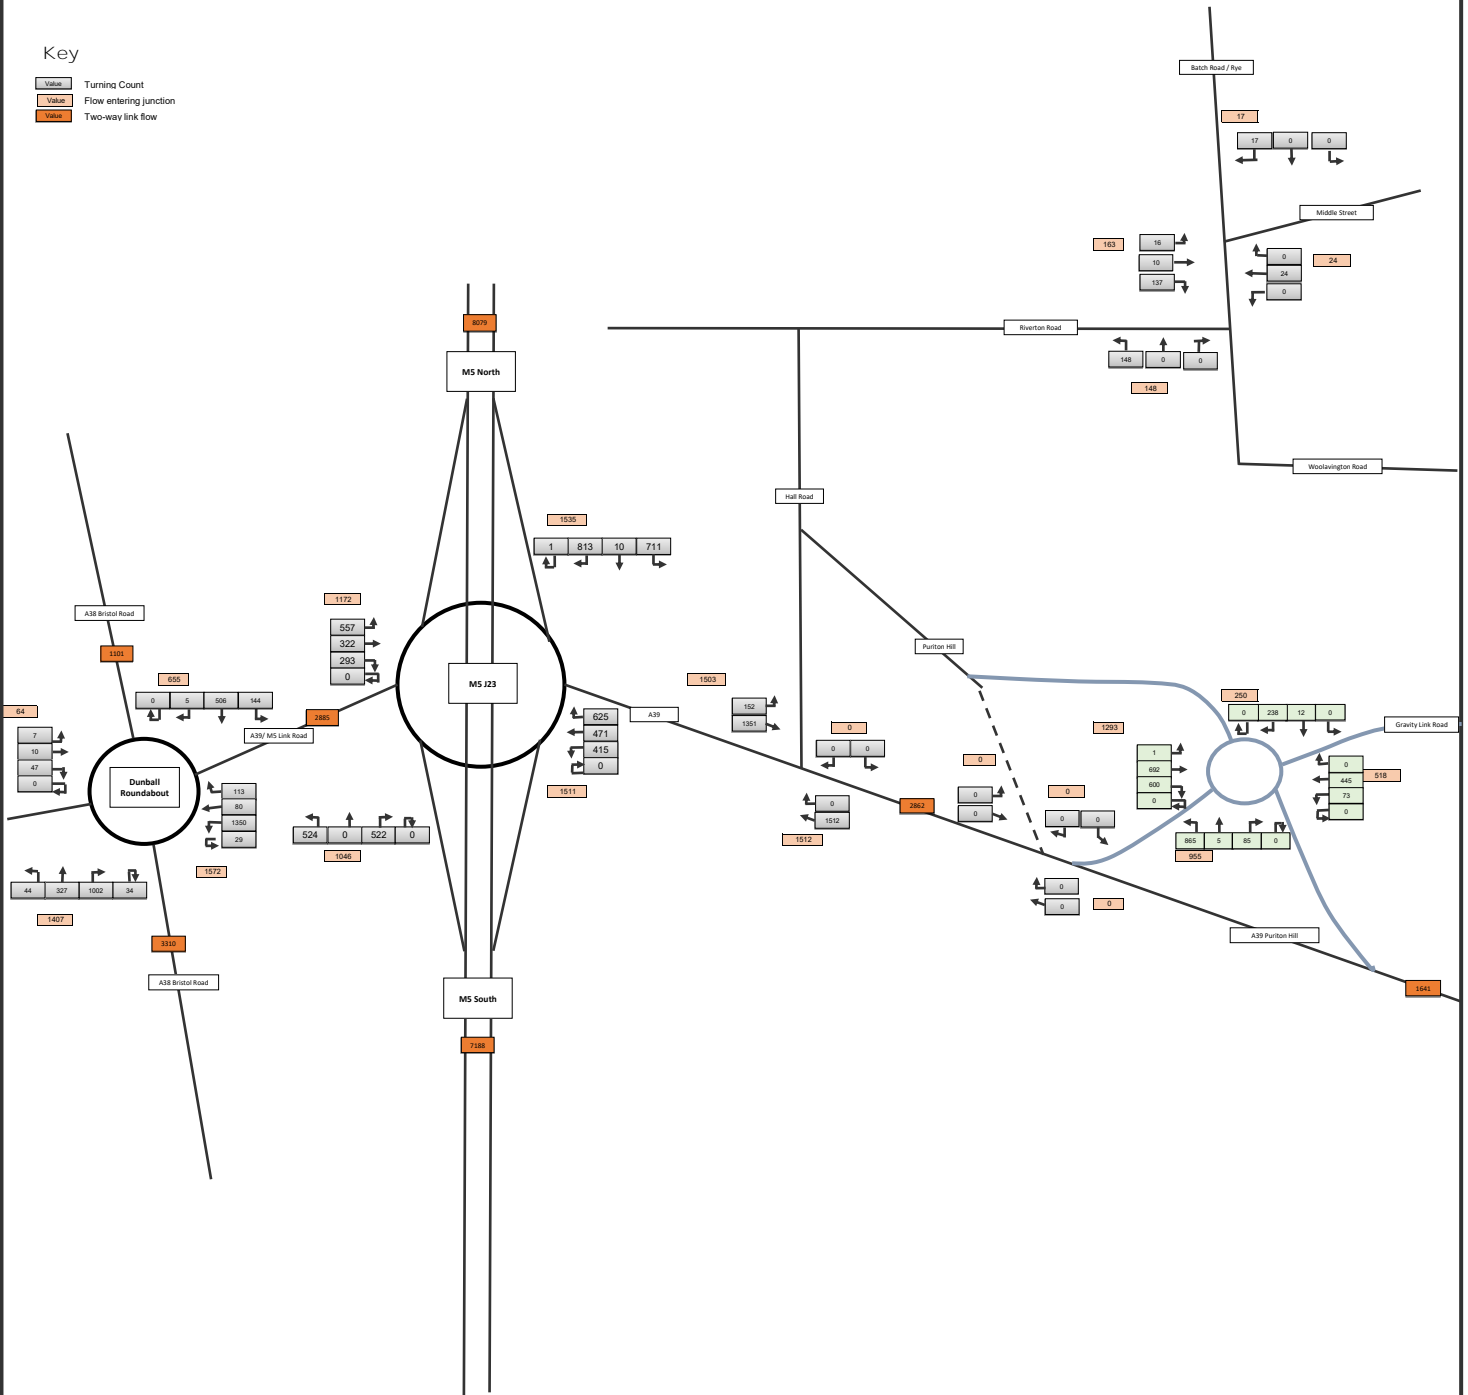 Key
Value Turning Count
Value Flow entering junction
Value Two-way link flow
Batch Road / Rye
17
17 0 0
Middle Street
163
16
10
137
0
24
0
24
8079
Riverton Road
148 0 0
148
M5 North
Woolavington Road
Hall Road
1535
1 813 10 711
1172
557
322
293
0
A38 Bristol Road
1101
Puriton Hill
M5 J23
655
0 5 506 144
64
7
10
47
0
2885
A39/ M5 Link Road
1503
A39
152
1351
625
471
415
0
1511
0
0 0
250
0 238 12 0
Gravity Link Road
1293
1
692
600
0
0
445
73
0
518
Dunball
Roundabout
113
80
1350
29
1572
0
0
0
2862
0
1512
1512
0
0 0
865 5 85 0
955
524 0 522 0
1046
44 327 1002 34
1407
0
0
0
3310
A38 Bristol Road
A39 Puriton Hill
1641
M5 South
7188